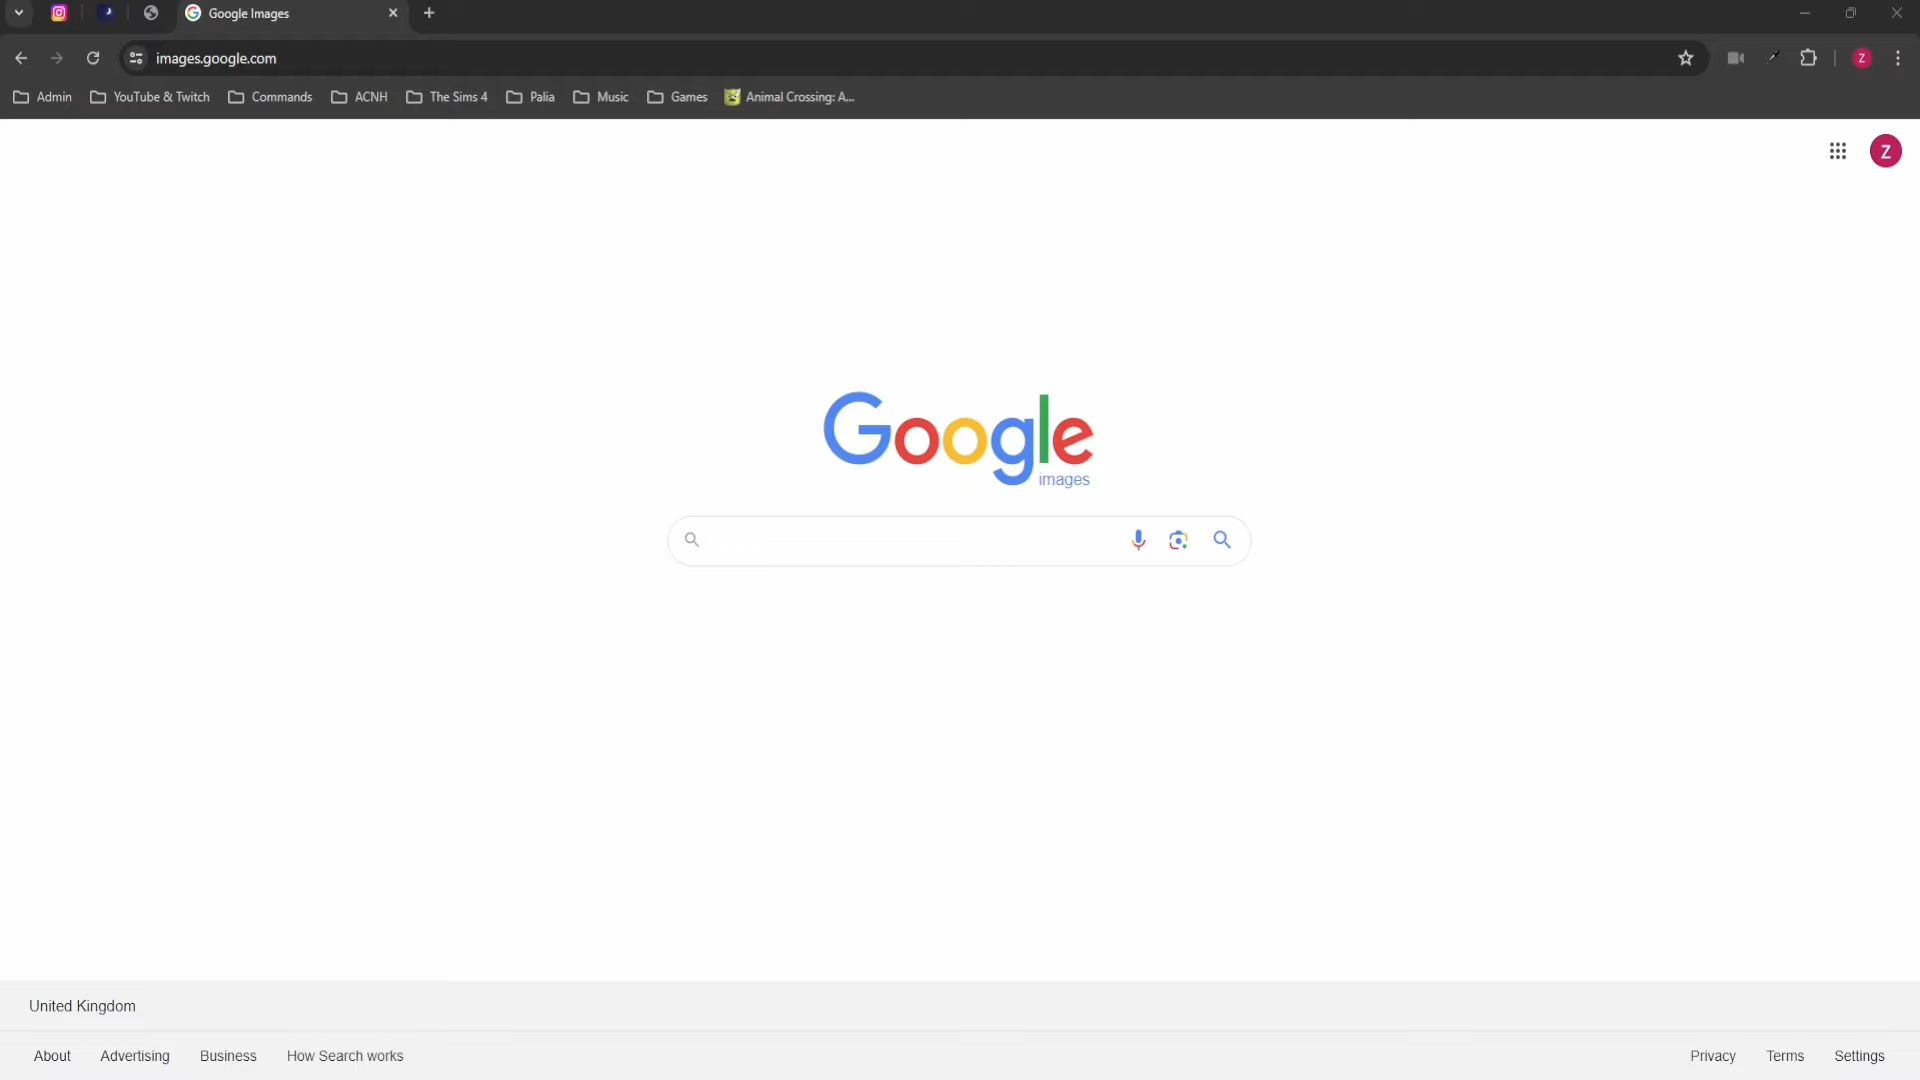 Google Images
images.google.com
Z
Admin
YouTube & Twitch
Commands
ACNH
The Sims 4
Palia
Music
Games
Animal Crossing: A...
Z
Google
images
United Kingdom
About
Advertising
Business
How Search works
Privacy
Terms
Settings